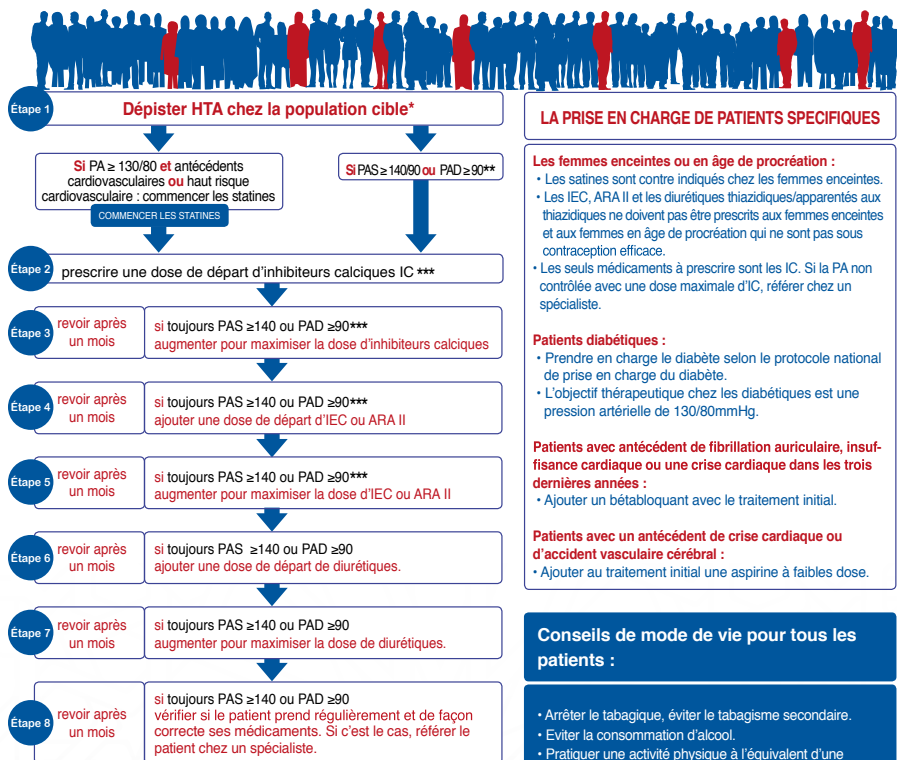 Étape 1
Dépister HTA chez la population cible*
Si PA ≥ 130/80 et antécédents
cardiovasculaires ou haut risque
cardiovasculaire : commencer les statines
COMMENCER LES STATINES
Si PAS ≥ 140/90 ou PAD ≥ 90**
Étape 2
prescrire une dose de départ d’inhibiteurs calciques IC ***
Étape 3
revoir après
un mois
si toujours PAS ≥140 ou PAD ≥90***
augmenter pour maximiser la dose d’inhibiteurs calciques
Étape 4
revoir après
un mois
si toujours PAS ≥140 ou PAD ≥90***
ajouter une dose de départ d’IEC ou ARA II
Étape 5
revoir après
un mois
si toujours PAS ≥140 ou PAD ≥90***
augmenter pour maximiser la dose d’IEC ou ARA II
Étape 6
revoir après
un mois
si toujours PAS ≥140 ou PAD ≥90
ajouter une dose de départ de diurétiques.
Étape 7
revoir après
un mois
si toujours PAS ≥140 ou PAD ≥90
augmenter pour maximiser la dose de diurétiques.
Étape 8
revoir après
un mois
si toujours PAS ≥140 ou PAD ≥90
vérifier si le patient prend régulièrement et de façon
correcte ses médicaments. Si c’est le cas, référer le
patient chez un spécialiste.
LA PRISE EN CHARGE DE PATIENTS SPECIFIQUES
Les femmes enceintes ou en âge de procréation :
• Les satines sont contre indiqués chez les femmes enceintes.
• Les IEC, ARA II et les diurétiques thiazidiques/apparentés aux
thiazidiques ne doivent pas être prescrits aux femmes enceintes
et aux femmes en âge de procréation qui ne sont pas sous
contraception efficace.
• Les seuls médicaments à prescrire sont les IC. Si la PA non
contrôlée avec une dose maximale d’IC, référer chez un
spécialiste.
Patients diabétiques :
• Prendre en charge le diabète selon le protocole national
de prise en charge du diabète.
• L’objectif thérapeutique chez les diabétiques est une
pression artérielle de 130/80mmHg.
Patients avec antécédent de fibrillation auriculaire, insuf-
fisance cardiaque ou une crise cardiaque dans les trois
dernières années :
• Ajouter un bétabloquant avec le traitement initial.
Patients avec un antécédent de crise cardiaque ou
d’accident vasculaire cérébral :
• Ajouter au traitement initial une aspirine à faibles dose.
Conseils de mode de vie pour tous les
patients :
• Arrêter le tabagique, éviter le tabagisme secondaire.
• Eviter la consommation d’alcool.
• Pratiquer une activité physique à l’équivalent d’une